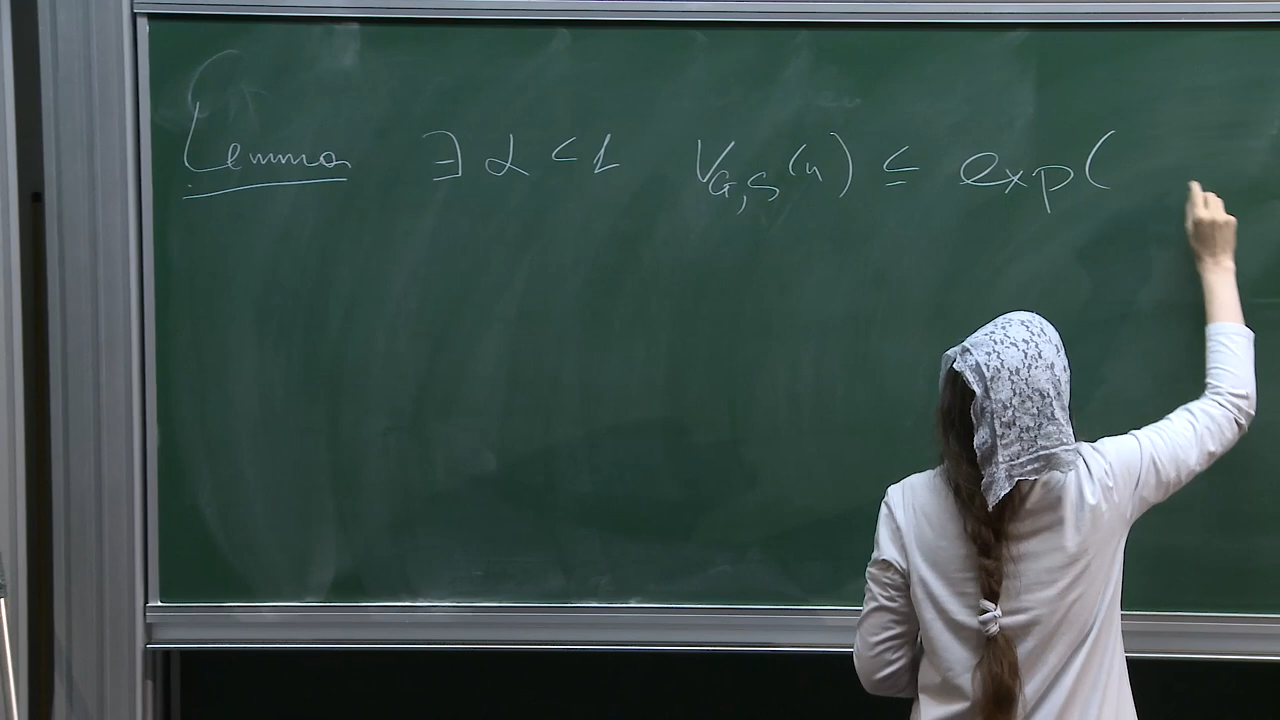 Lemma ∃ α < 1 V_{G,S}(n) ≤ exp(